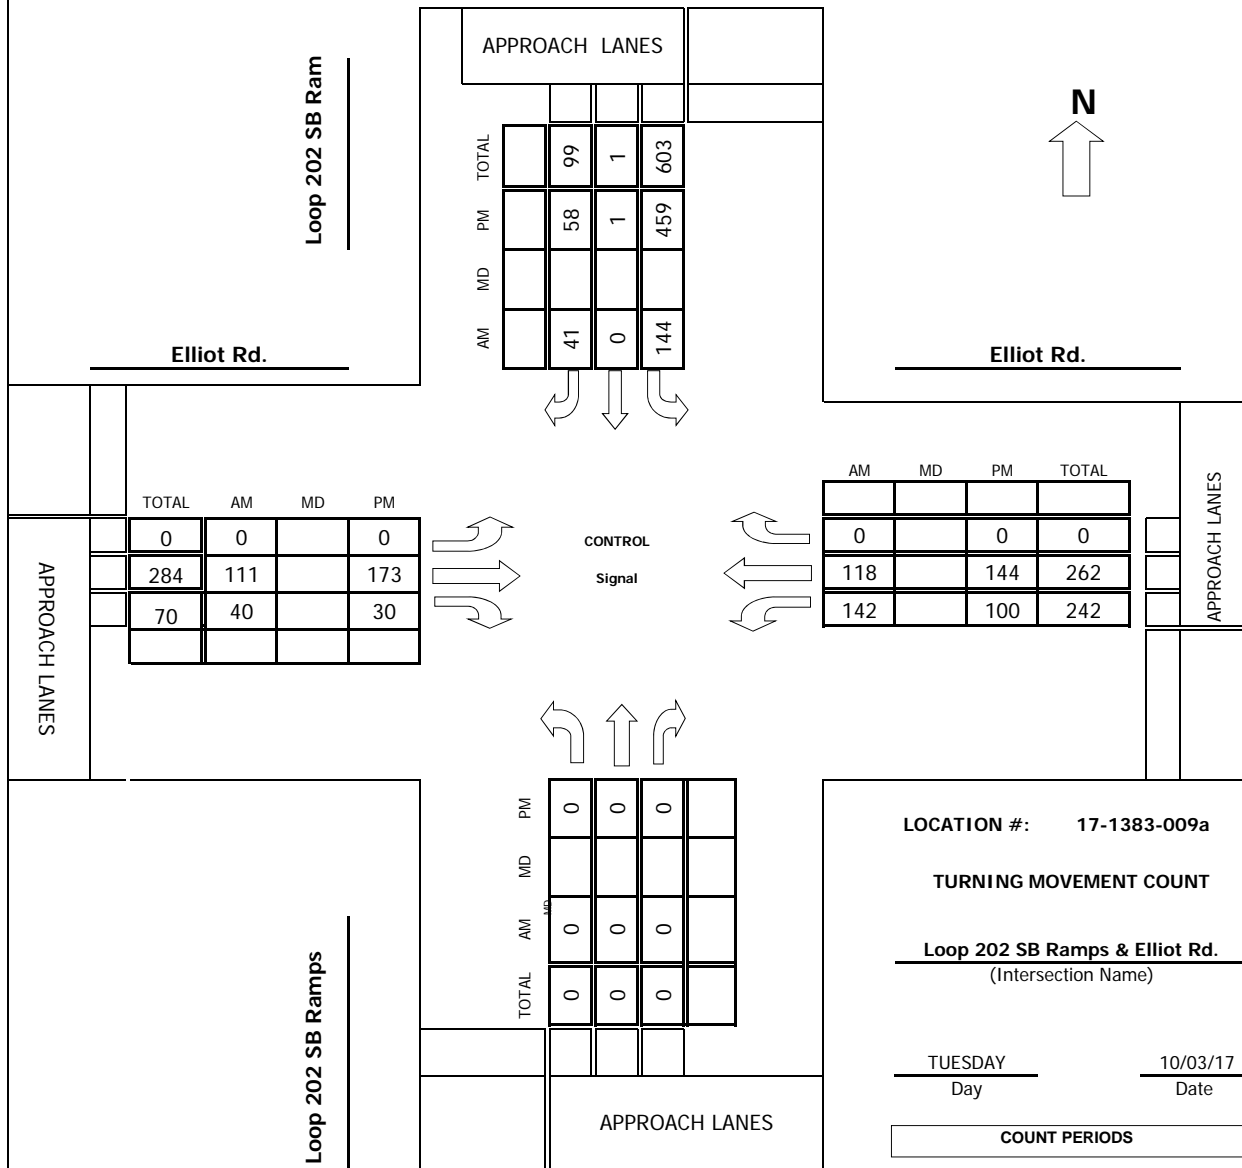 APPROACH LANES
Loop 202 SB Ram
N
TOTAL 99 1 603
PM 58 1 459
MD
AM 41 0 144
Elliot Rd.
Elliot Rd.
TOTAL AM MD PM
0 0 0
284 111 173
70 40 30
APPROACH LANES
CONTROL
Signal
AM MD PM TOTAL
0 0 0
118 144 262
142 100 242
APPROACH LANES
PM 0 0 0
MD
MD
AM 0 0 0
TOTAL 0 0 0
APPROACH LANES
Loop 202 SB Ramps
LOCATION #: 17-1383-009a
TURNING MOVEMENT COUNT
Loop 202 SB Ramps & Elliot Rd.
(Intersection Name)
TUESDAY 10/03/17
Day Date
COUNT PERIODS